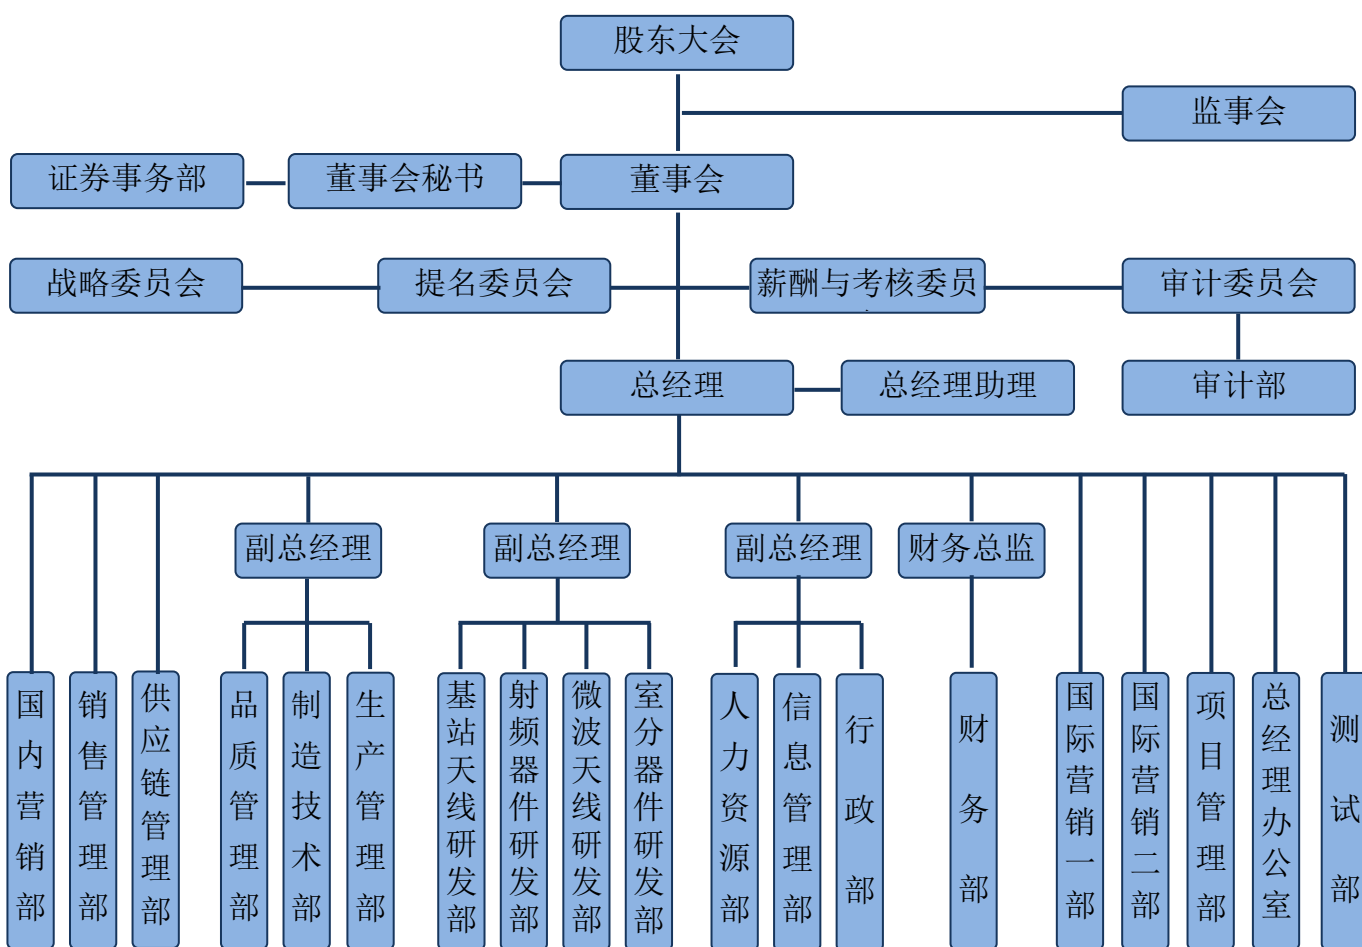 股东大会
监事会
证券事务部
董事会秘书
董事会
战略委员会
提名委员会
薪酬与考核委员
审计委员会
总经理
总经理助理
审计部
副总经理
副总经理
副总经理
财务总监
国内营销部
销售管理部
供应链管理部
品质管理部
制造技术部
生产管理部
基站天线研发部
射频器件研发部
微波天线研发部
室分器件研发部
人力资源部
信息管理部
行政部
财务部
国际营销一部
国际营销二部
项目管理部
总经理办公室
测试部